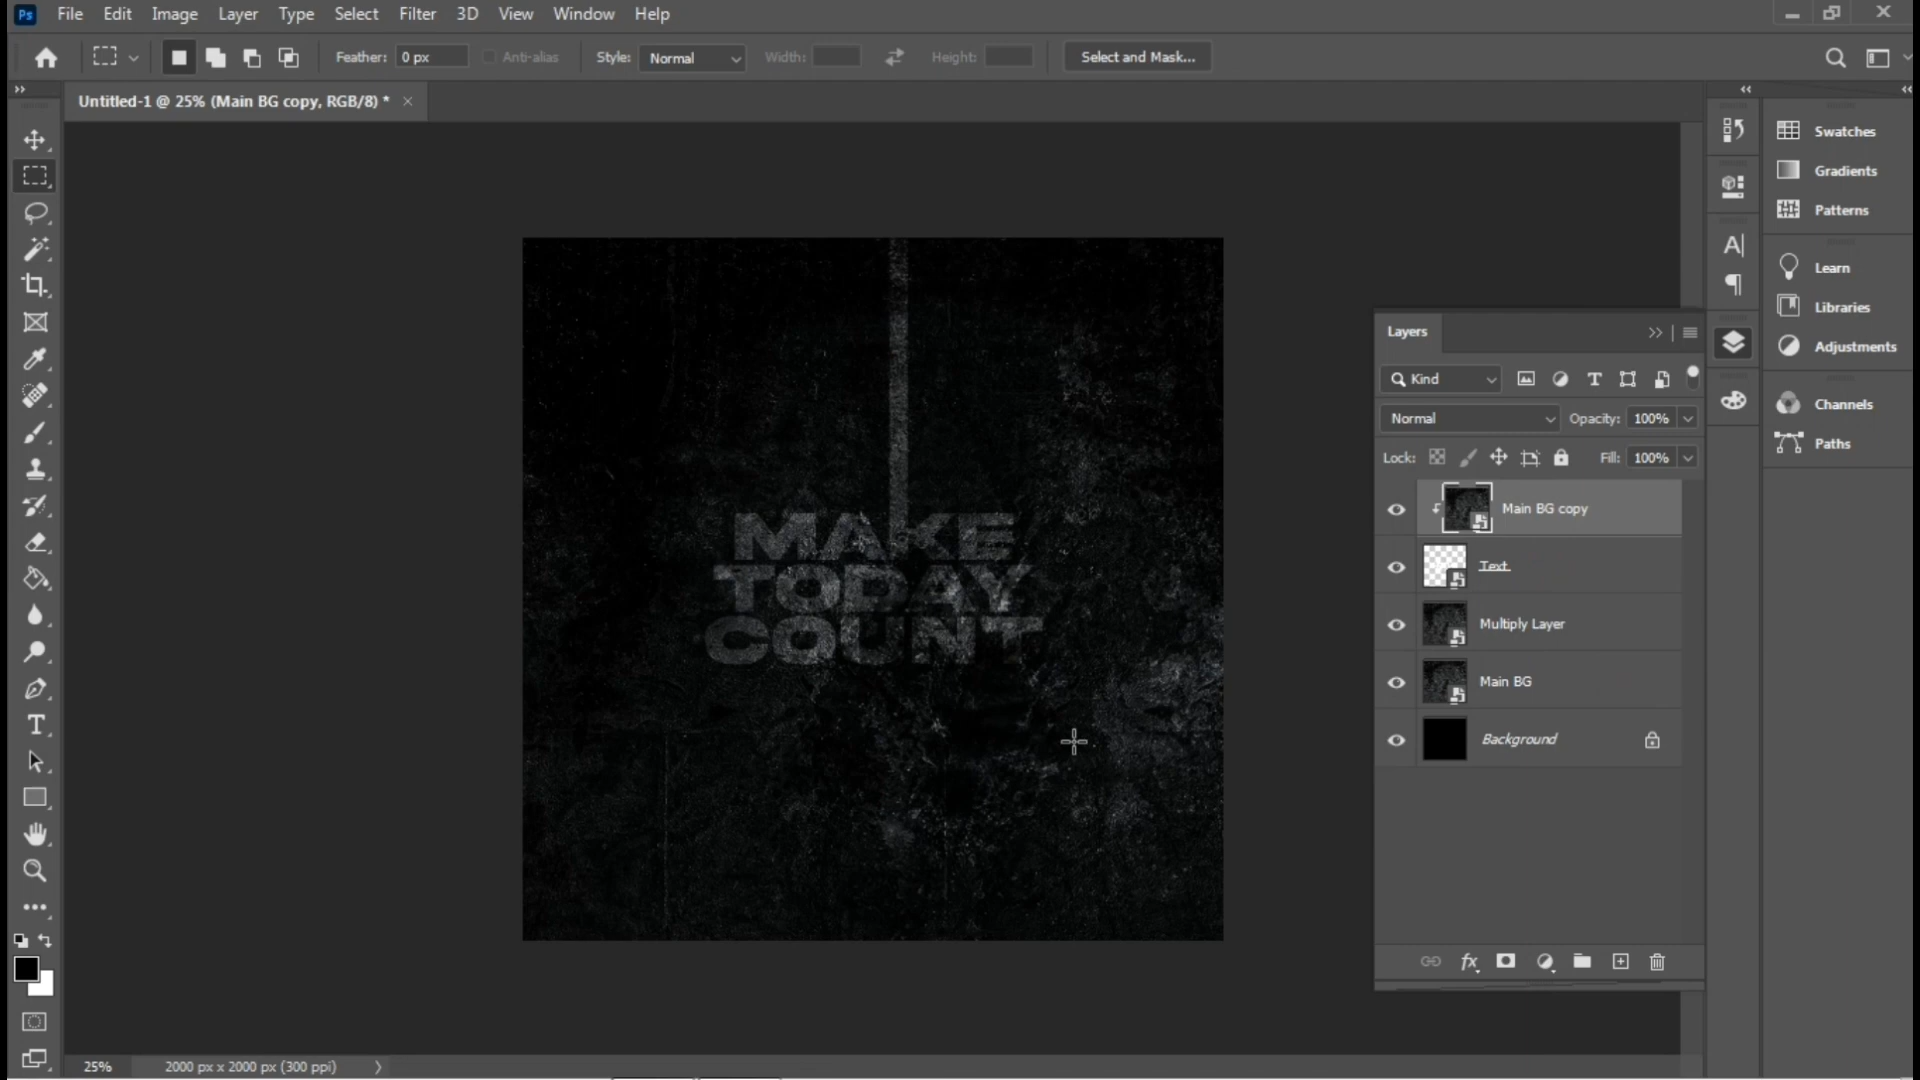 Ps File Edit Image Layer Type Select Filter 3D View Window Help
Feather: 0 px Anti-alias Style: Normal Width: Height: Select and Mask...
Untitled-1 @ 25% (Main BG copy, RGB/8) *
Swatches
Gradients
Patterns
Learn
Libraries
Adjustments
Channels
Paths
Layers
Kind
Normal Opacity: 100%
Lock: Fill: 100%
Main BG copy
Text
Multiply Layer
Main BG
Background
fx
MAKE
TODAY
COUNT
25% 2000 px x 2000 px (300 ppi)